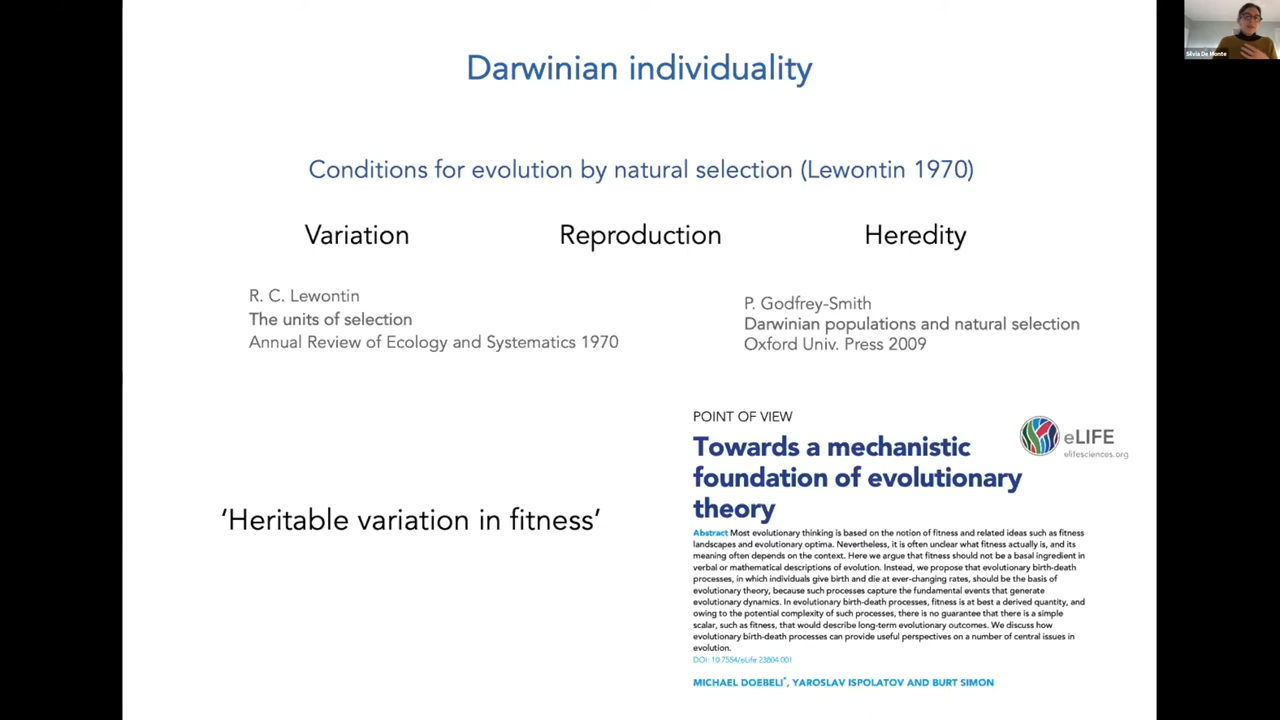 Darwinian individuality
Silvia De Monte
Conditions for evolution by natural selection (Lewontin 1970)
Variation
Reproduction
Heredity
R. C. Lewontin
The units of selection
Annual Review of Ecology and Systematics 1970
P. Godfrey-Smith
Darwinian populations and natural selection
Oxford Univ. Press 2009
'Heritable variation in fitness'
POINT OF VIEW
eLIFE
elifesciences.org
Towards a mechanistic
foundation of evolutionary
theory
Abstract Most evolutionary thinking is based on the notion of fitness and related ideas such as fitness
landscapes and evolutionary optima. Nevertheless, it is often unclear what fitness actually is, and its
meaning often depends on the context. Here we argue that fitness should not be a basal ingredient in
verbal or mathematical descriptions of evolution. Instead, we propose that evolutionary birth-death
processes, in which individuals give birth and die at ever-changing rates, should be the basis of
evolutionary theory, because such processes capture the fundamental events that generate
evolutionary dynamics. In evolutionary birth-death processes, fitness is at best a derived quantity, and
owing to the potential complexity of such processes, there is no guarantee that there is a simple
scalar, such as fitness, that would describe long-term evolutionary outcomes. We discuss how
evolutionary birth-death processes can provide useful perspectives on a number of central issues in
evolution.
DOI: 10.7554/eLife.23804.001
MICHAEL DOEBELI*, YAROSLAV ISPOLATOV AND BURT SIMON